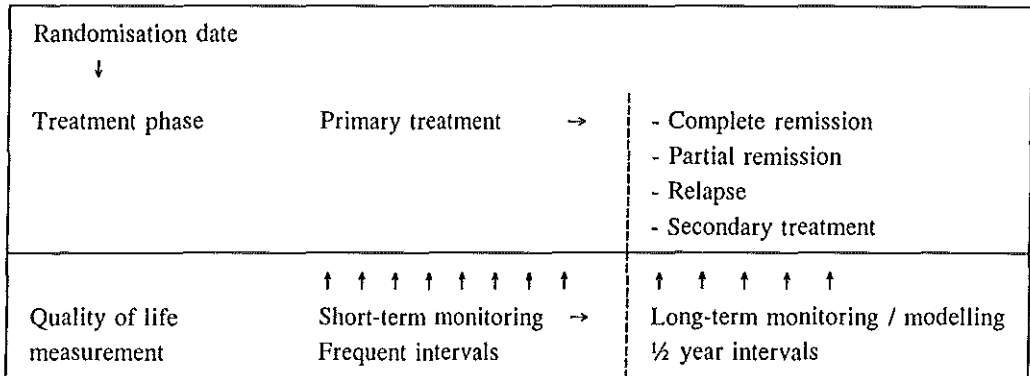 Randomisation date
↓
Treatment phase Primary treatment → - Complete remission
- Partial remission
- Relapse
- Secondary treatment
↑ ↑ ↑ ↑ ↑ ↑ ↑ ↑ ↑ ↑ ↑ ↑ ↑
Quality of life Short-term monitoring → Long-term monitoring / modelling
measurement Frequent intervals ½ year intervals